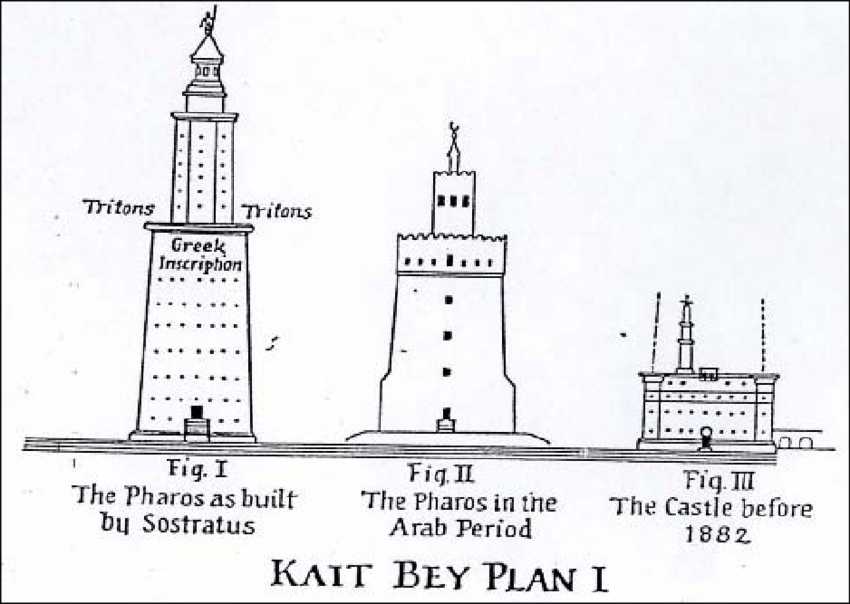 Tritons
Tritons
Greek
Inscription
Fig. I
The Pharos as built
by Sostratus
Fig. II
The Pharos in the
Arab Period
Fig. III
The Castle before
1882
KAIT BEY PLAN I